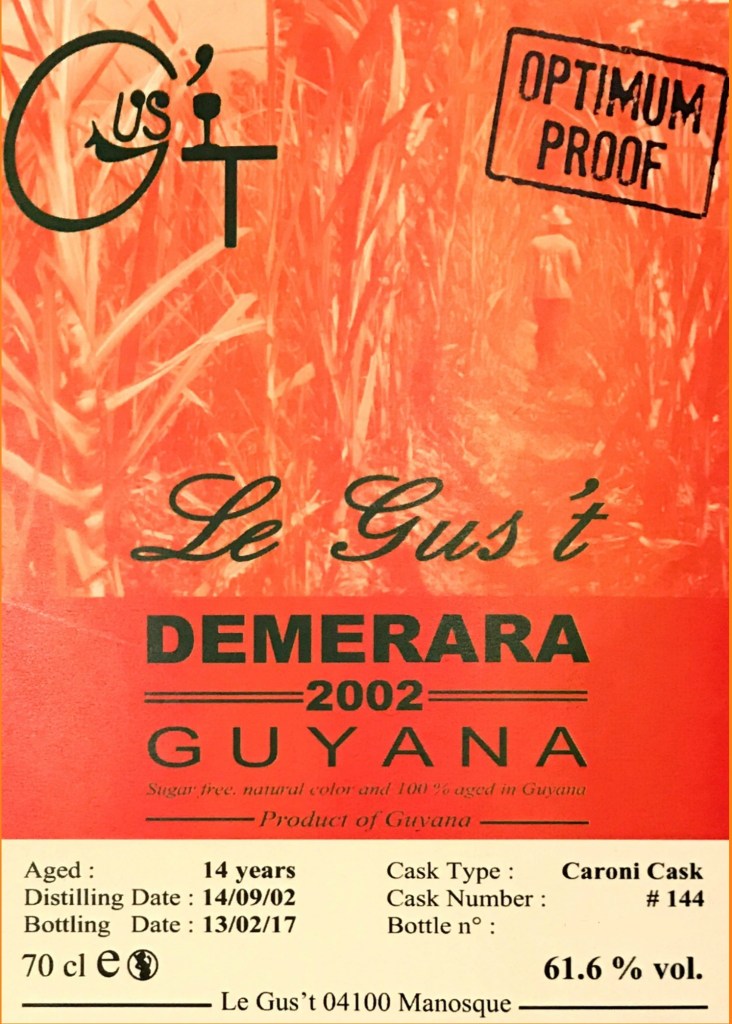 Gus't
OPTIMUM
PROOF
Le Gus't
DEMERARA
2002
GUYANA
Sugar free, natural color and 100 % aged in Guyana
Product of Guyana
Aged : 14 years
Distilling Date : 14/09/02
Bottling Date : 13/02/17
Cask Type : Caroni Cask
Cask Number : # 144
Bottle n° :
70 cl e
61.6 % vol.
Le Gus't 04100 Manosque